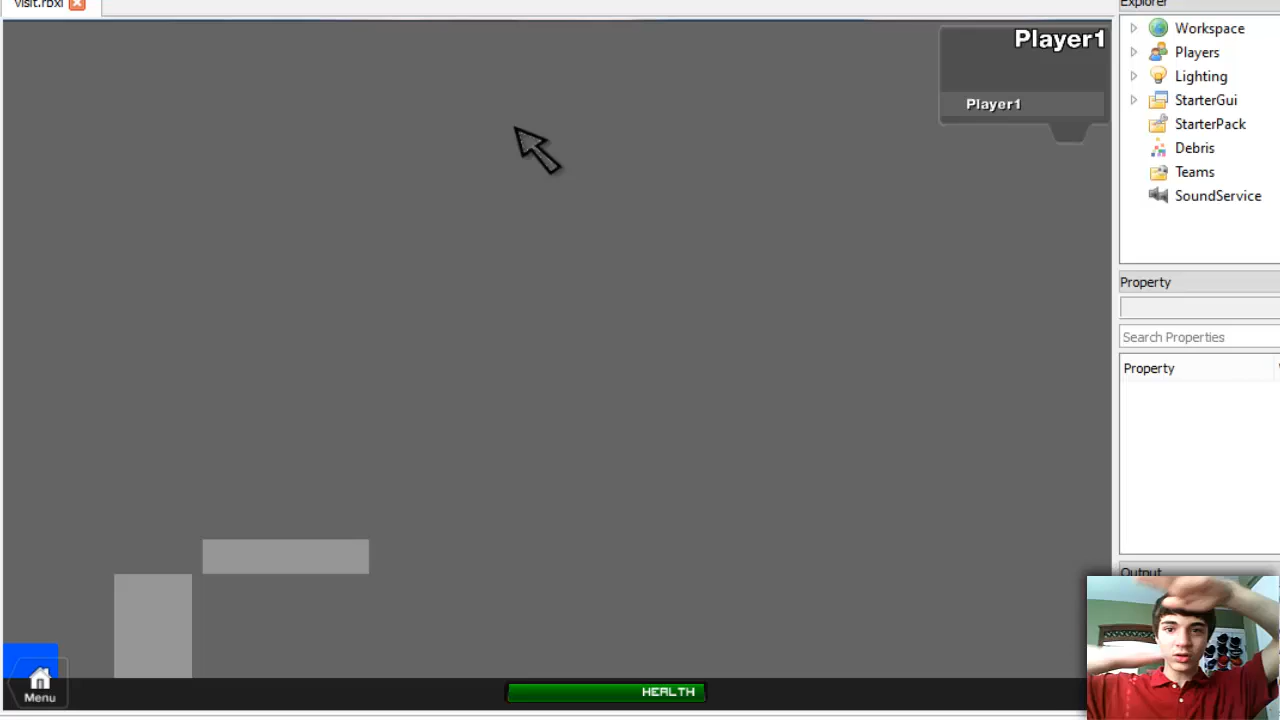 visit.rbxl
Explorer
Player1
Player1
Workspace
Players
Lighting
StarterGui
StarterPack
Debris
Teams
SoundService
Property
Search Properties
Property
Output
Menu
HEALTH